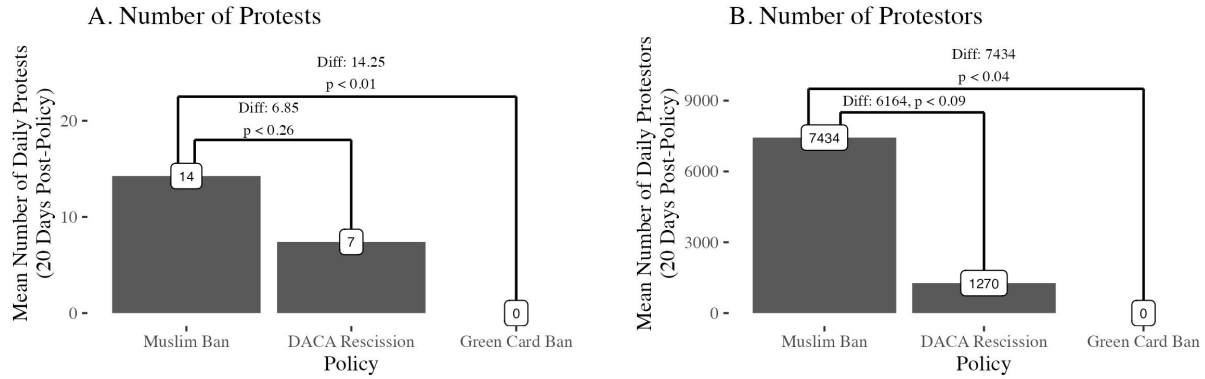 A. Number of Protests
Mean Number of Daily Protests
(20 Days Post-Policy)
20
10
0
Diff: 14.25
p < 0.01
Diff: 6.85
p < 0.26
14
7
0
Muslim Ban
DACA Rescission
Green Card Ban
Policy
B. Number of Protestors
Mean Number of Daily Protestors
(20 Days Post-Policy)
9000
6000
3000
0
Diff: 7434
p < 0.04
Diff: 6164, p < 0.09
7434
1270
0
Muslim Ban
DACA Rescission
Green Card Ban
Policy